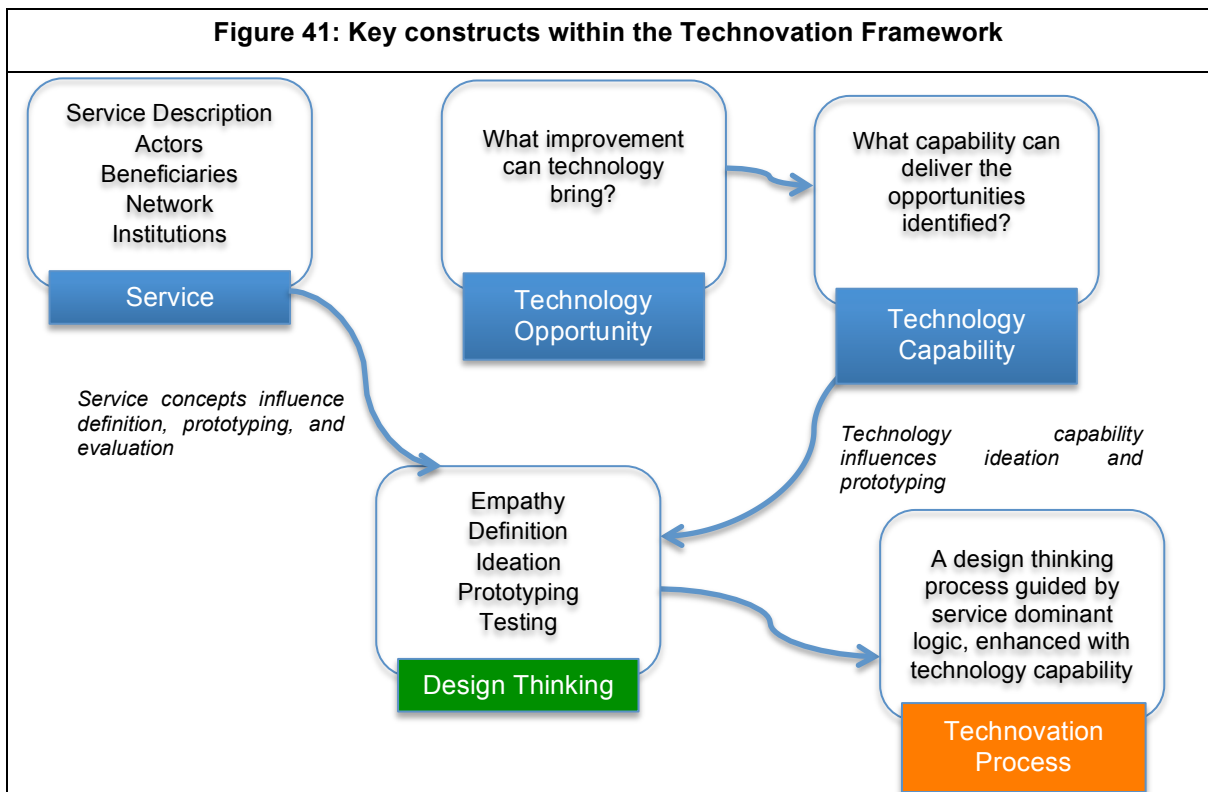 Figure 41: Key constructs within the Technovation Framework
Service Description
Actors
Beneficiaries
Network
Institutions
Service
What improvement
can technology
bring?
Technology
Opportunity
What capability can
deliver the
opportunities
identified?
Technology
Capability
Service concepts influence
definition, prototyping, and
evaluation
Technology capability
influences ideation and
prototyping
Empathy
Definition
Ideation
Prototyping
Testing
Design Thinking
A design thinking
process guided by
service dominant
logic, enhanced with
technology capability
Technovation
Process